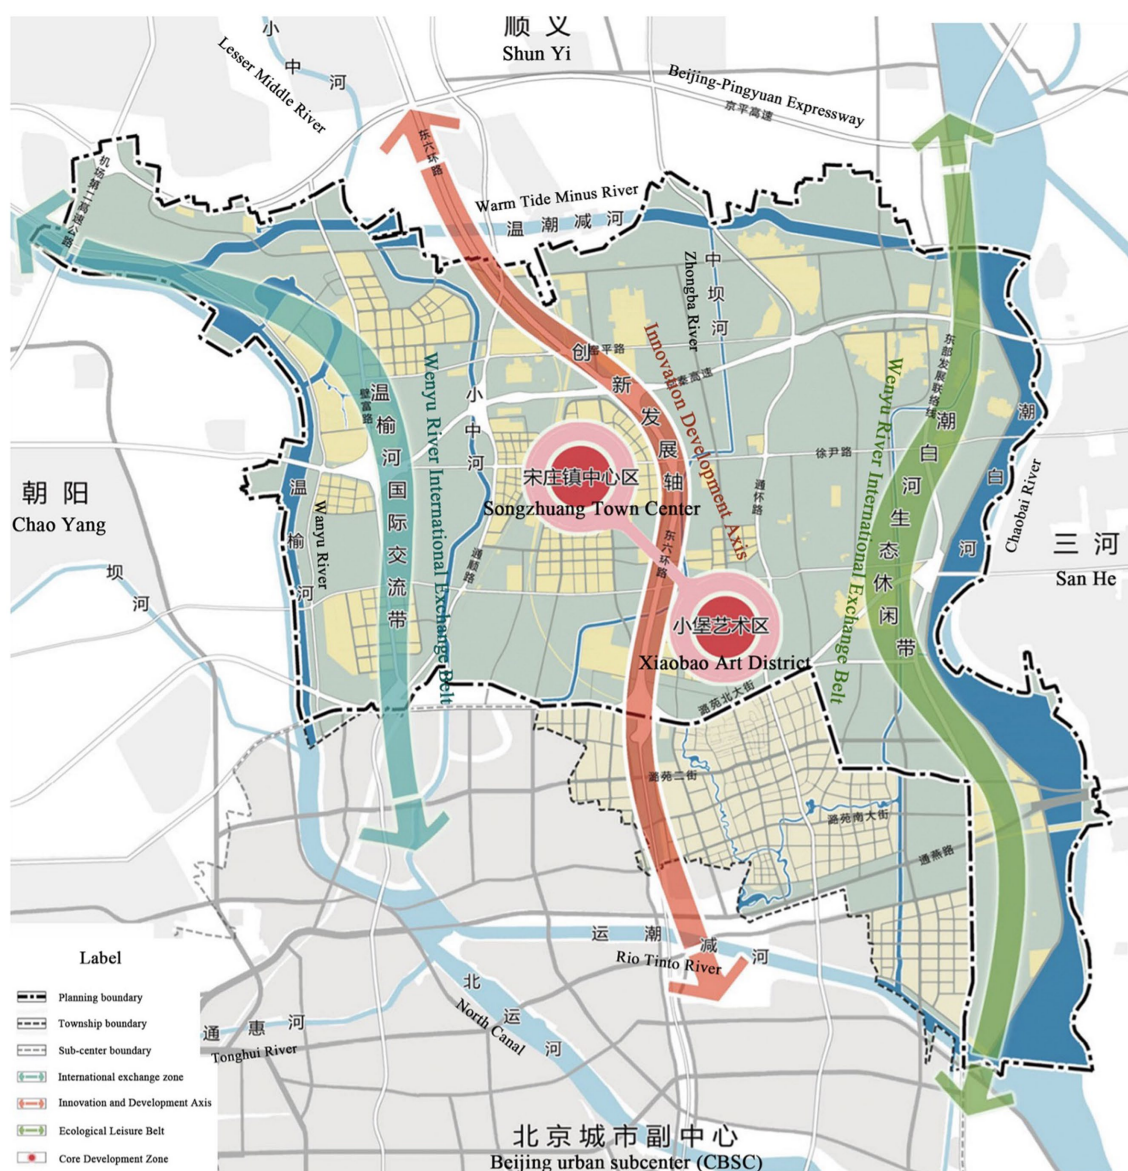 顺义
Shun Yi
小中河
Lesser Middle River
Beijing-Pingyuan Expressway
京平高速
东六环路
机场第二高速公路
Warm Tide Minus River
温潮减河
中坝河
Zhongba River
创新发展轴
Innovation Development Axis
东部发展联络线
温榆河国际交流带
Wenyu River International Exchange Belt
壁富路
小中河
宋庄镇中心区
Songzhuang Town Center
徐尹路
通怀路
潮白河生态休闲带
Wenyu River International Exchange Belt
潮白河
Chaobai River
朝阳
Chao Yang
温榆河
Wanyu River
坝河
通顺路
东六环路
三河
San He
小堡艺术区
Xiaobao Art District
潞苑北大街
潞苑二街
潞苑南大街
通燕路
运潮减河
Rio Tinto River
北运河
North Canal
通惠河
Tonghui River
北京城市副中心
Beijing urban subcenter (CBSC)
Label
Planning boundary
Township boundary
Sub-center boundary
International exchange zone
Innovation and Development Axis
Ecological Leisure Belt
Core Development Zone